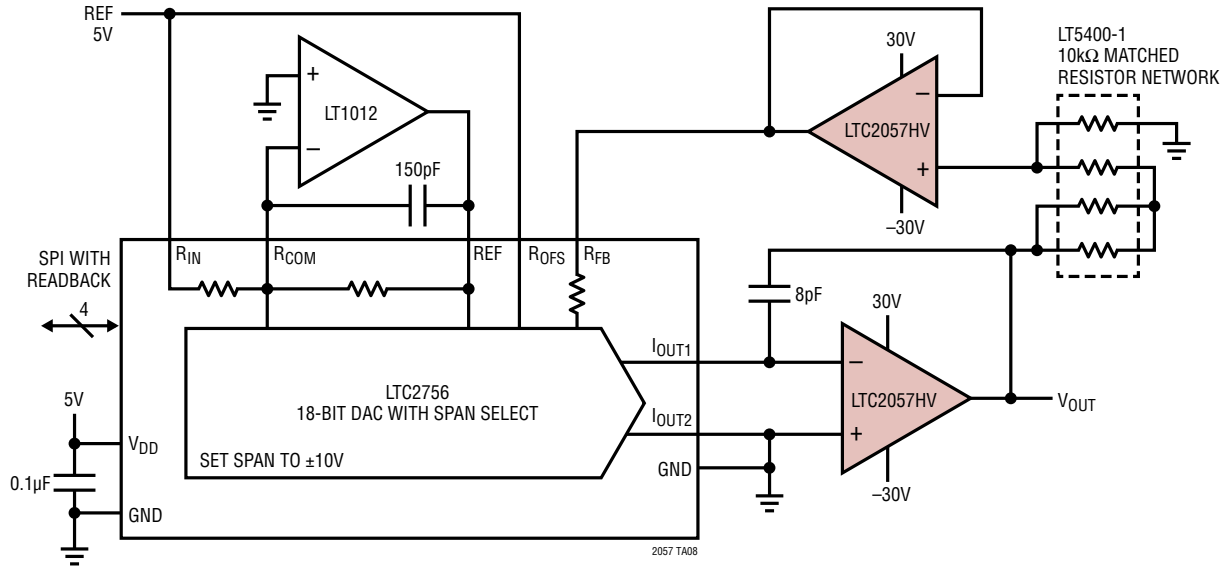 REF
5V
+
LT1012
–
150pF
30V
–
LTC2057HV
+
–30V
LT5400-1
10kΩ MATCHED
RESISTOR NETWORK
SPI WITH
READBACK
4
RIN
RCOM
REF
ROFS
RFB
8pF
30V
IOUT1
–
LTC2057HV
+
–30V
VOUT
LTC2756
18-BIT DAC WITH SPAN SELECT
IOUT2
SET SPAN TO ±10V
GND
5V
VDD
0.1µF
GND
2057 TA08